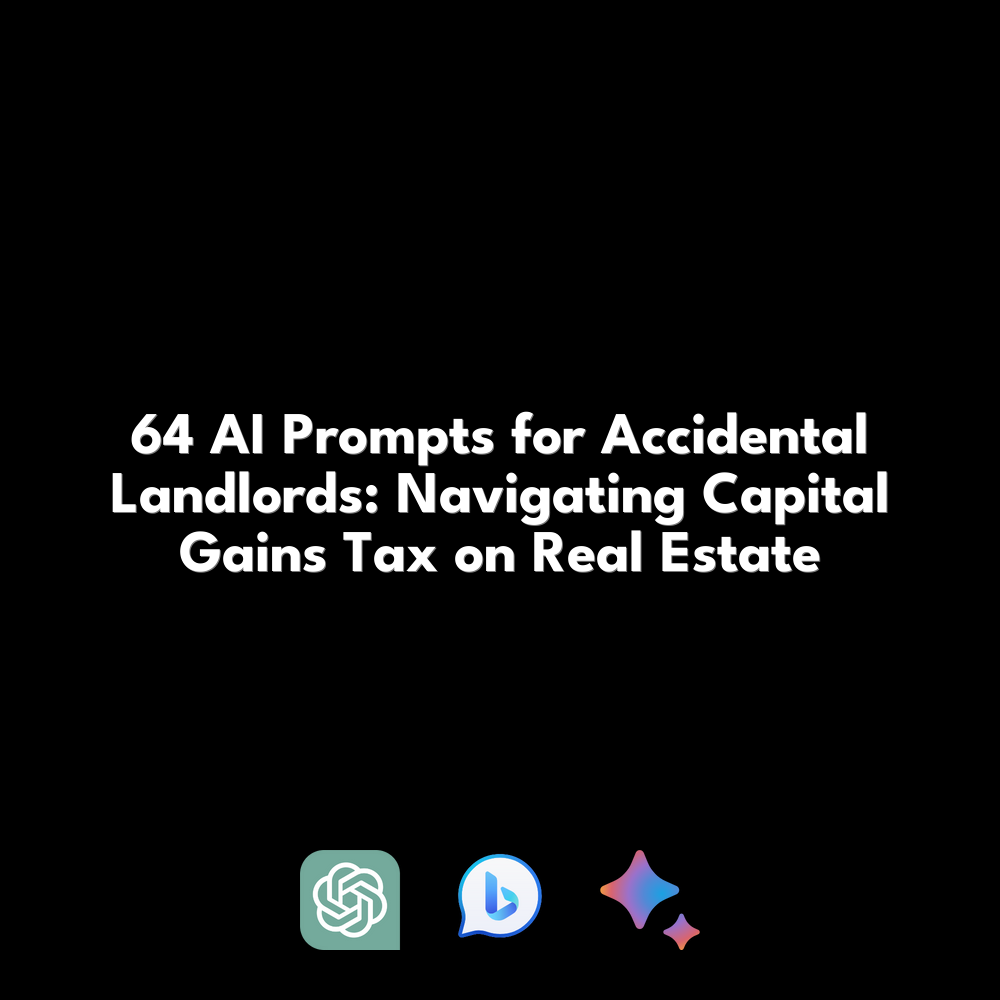 64 AI Prompts for Accidental
Landlords: Navigating Capital
Gains Tax on Real Estate